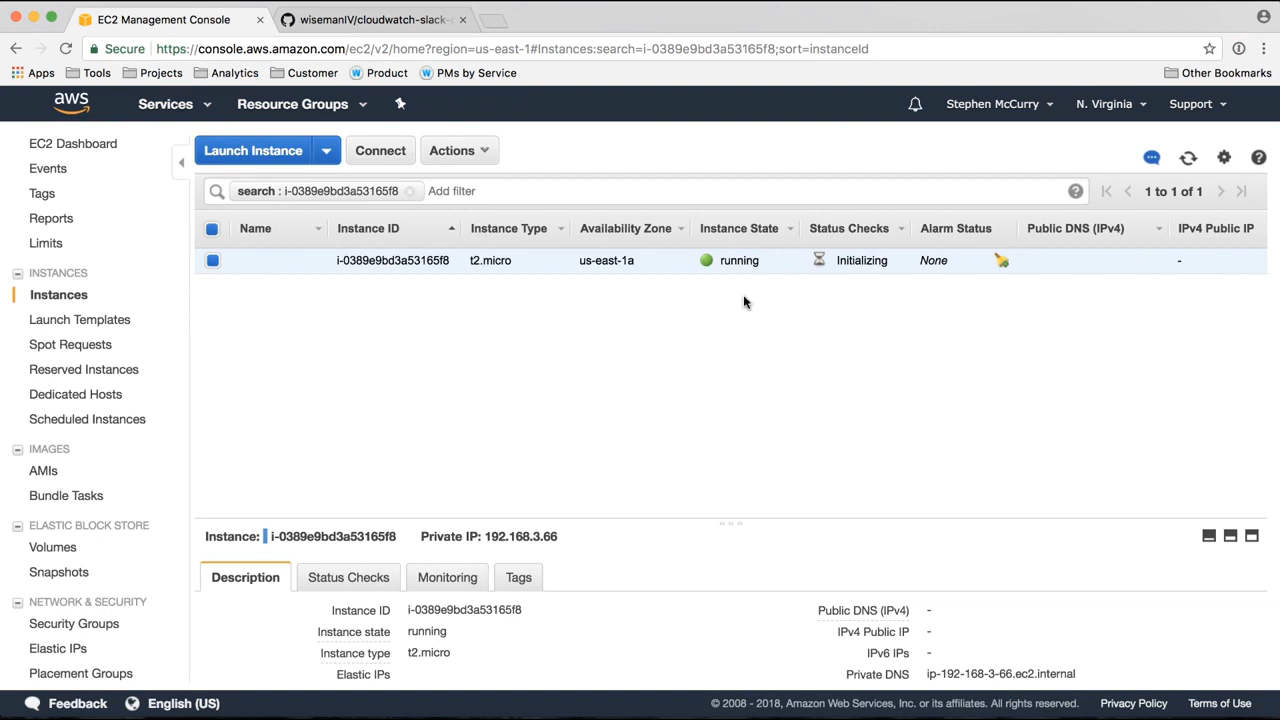 EC2 Management Console
wisemanIV/cloudwatch-slack-
Secure https://console.aws.amazon.com/ec2/v2/home?region=us-east-1#Instances:search=i-0389e9bd3a53165f8;sort=instanceId
Apps Tools Projects Analytics Customer Product PMs by Service Other Bookmarks
aws Services Resource Groups Stephen McCurry N. Virginia Support
EC2 Dashboard
Events
Tags
Reports
Limits
INSTANCES
Instances
Launch Templates
Spot Requests
Reserved Instances
Dedicated Hosts
Scheduled Instances
IMAGES
AMIs
Bundle Tasks
ELASTIC BLOCK STORE
Volumes
Snapshots
NETWORK & SECURITY
Security Groups
Elastic IPs
Placement Groups
Launch Instance Connect Actions
search : i-0389e9bd3a53165f8 Add filter 1 to 1 of 1
Name Instance ID Instance Type Availability Zone Instance State Status Checks Alarm Status Public DNS (IPv4) IPv4 Public IP
i-0389e9bd3a53165f8 t2.micro us-east-1a running Initializing None -
Instance: i-0389e9bd3a53165f8 Private IP: 192.168.3.66
Description Status Checks Monitoring Tags
Instance ID i-0389e9bd3a53165f8 Public DNS (IPv4) -
Instance state running IPv4 Public IP -
Instance type t2.micro IPv6 IPs -
Elastic IPs Private DNS ip-192-168-3-66.ec2.internal
Feedback English (US) © 2008 - 2018, Amazon Web Services, Inc. or its affiliates. All rights reserved. Privacy Policy Terms of Use